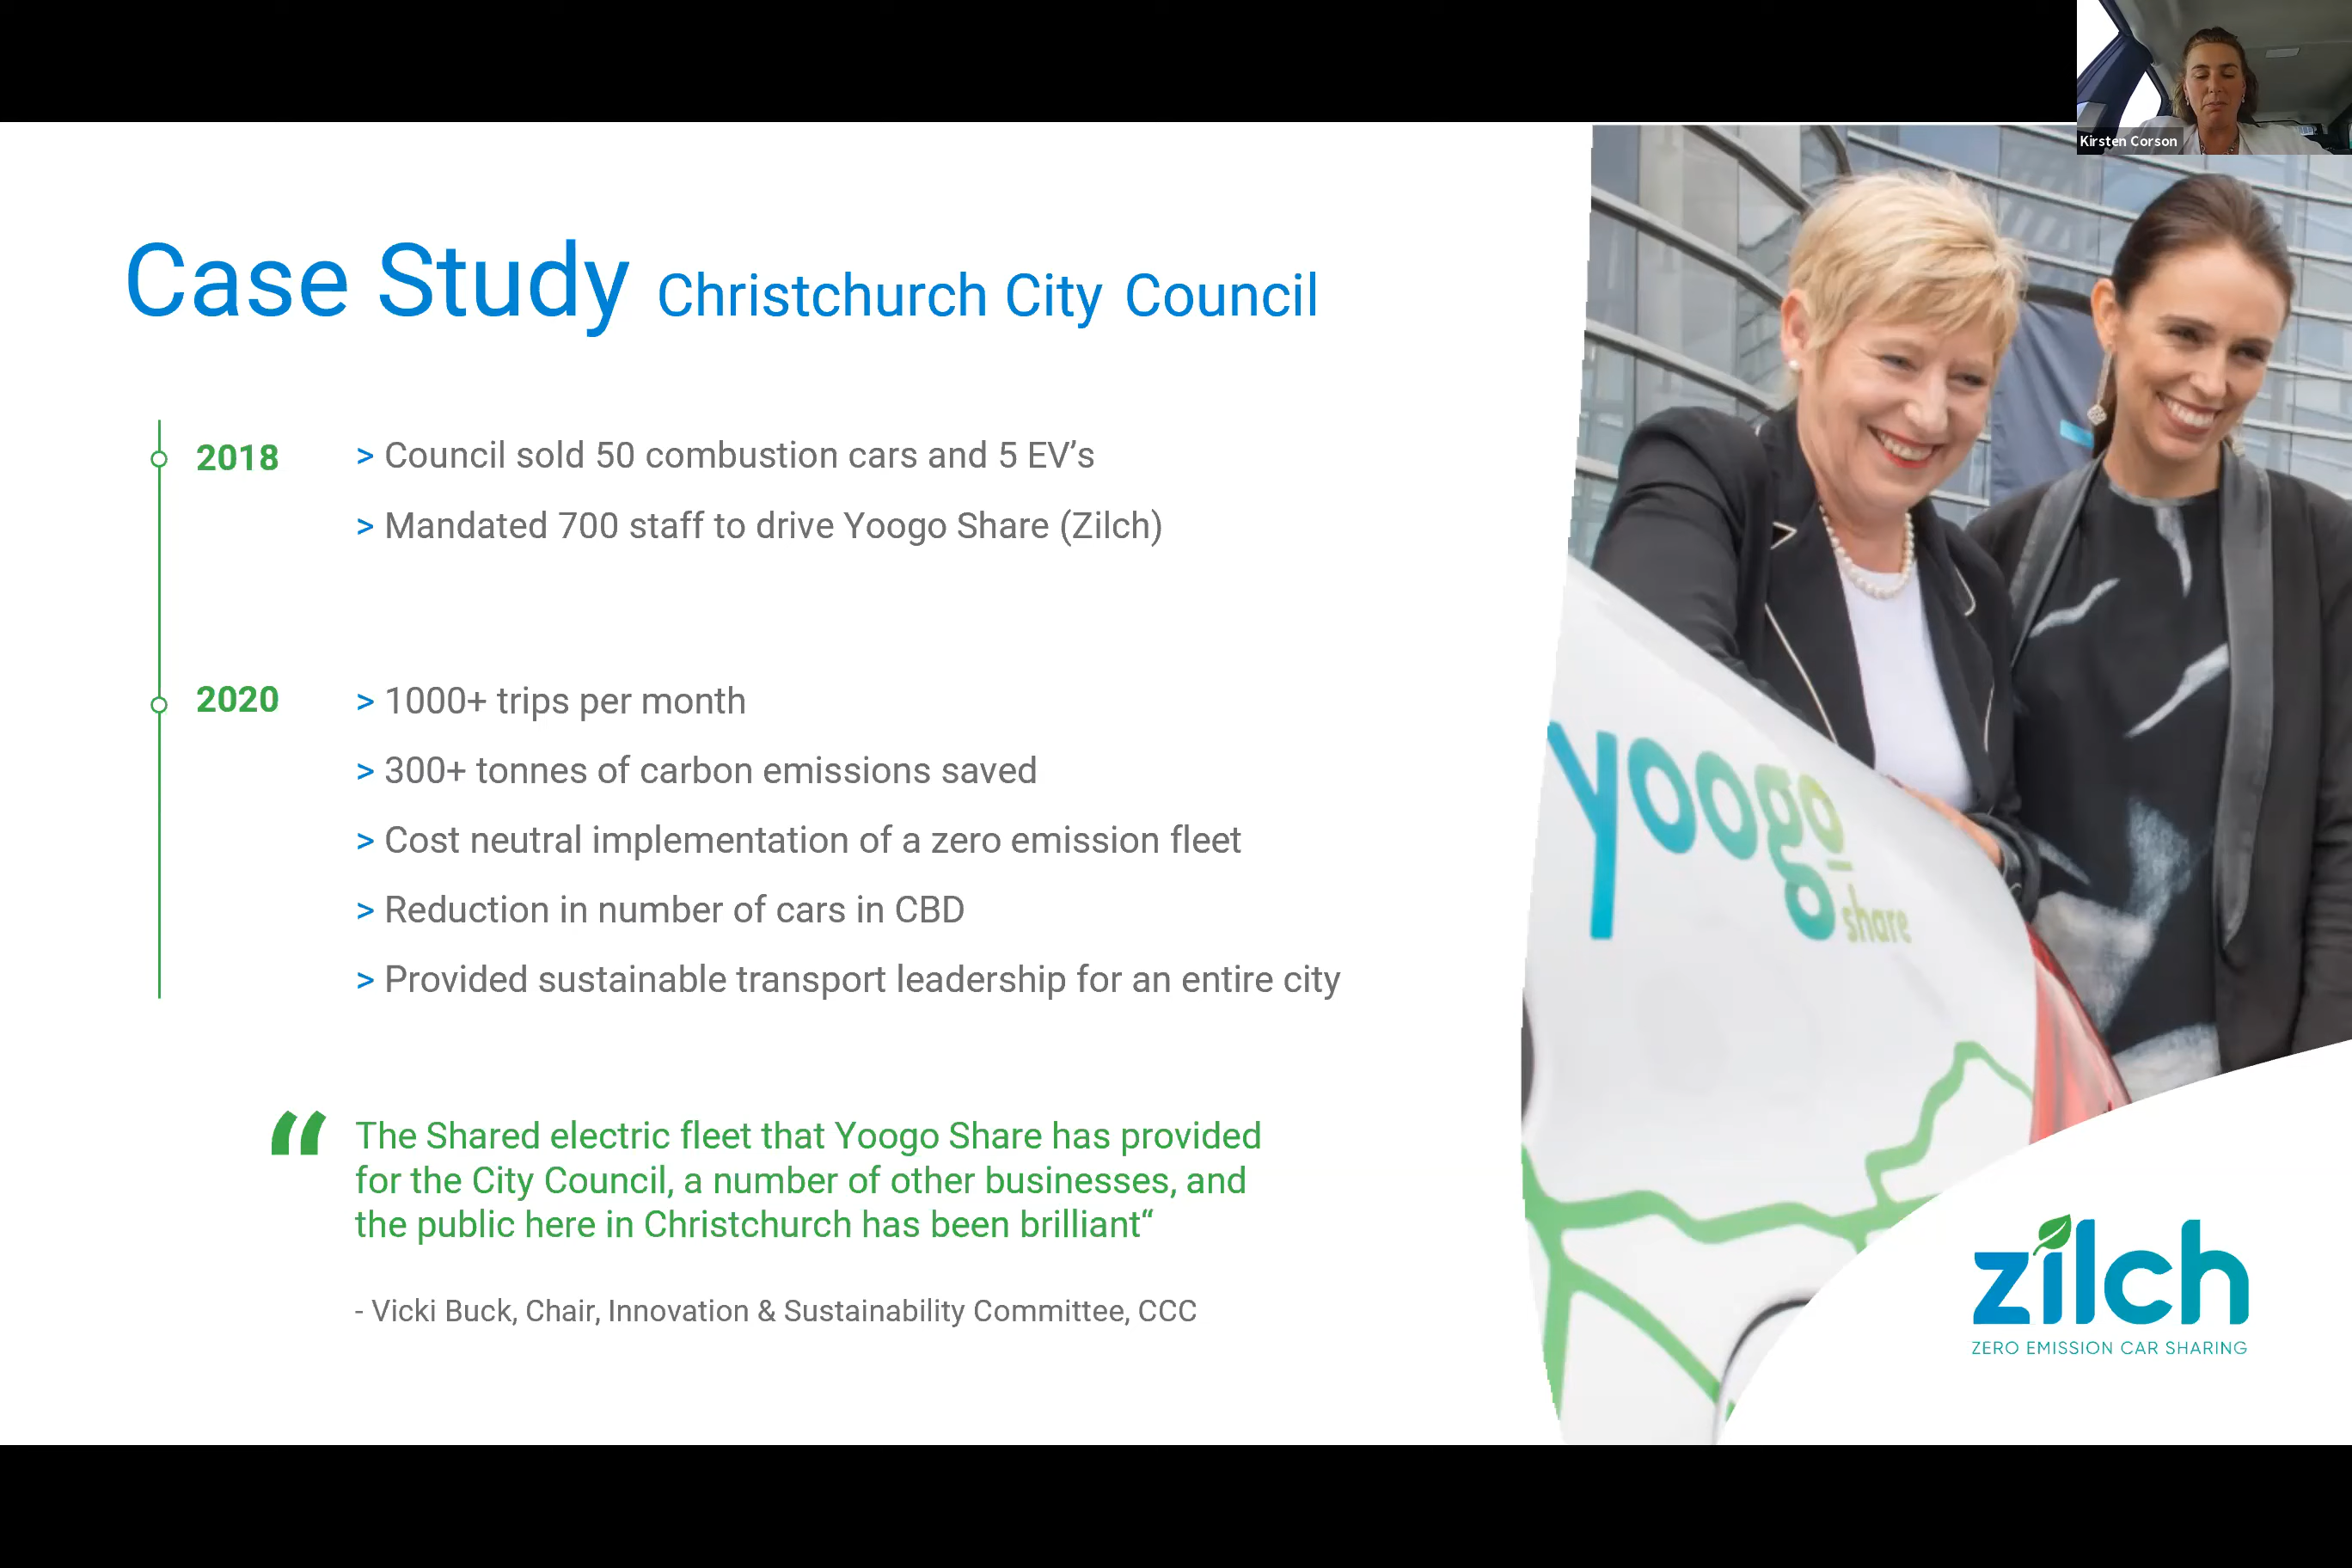 Kirsten Corson
Case Study Christchurch City Council
2018
> Council sold 50 combustion cars and 5 EV’s
> Mandated 700 staff to drive Yoogo Share (Zilch)
2020
> 1000+ trips per month
> 300+ tonnes of carbon emissions saved
> Cost neutral implementation of a zero emission fleet
> Reduction in number of cars in CBD
> Provided sustainable transport leadership for an entire city
“ The Shared electric fleet that Yoogo Share has provided
for the City Council, a number of other businesses, and
the public here in Christchurch has been brilliant“
- Vicki Buck, Chair, Innovation & Sustainability Committee, CCC
yoogo
share
zilch
ZERO EMISSION CAR SHARING